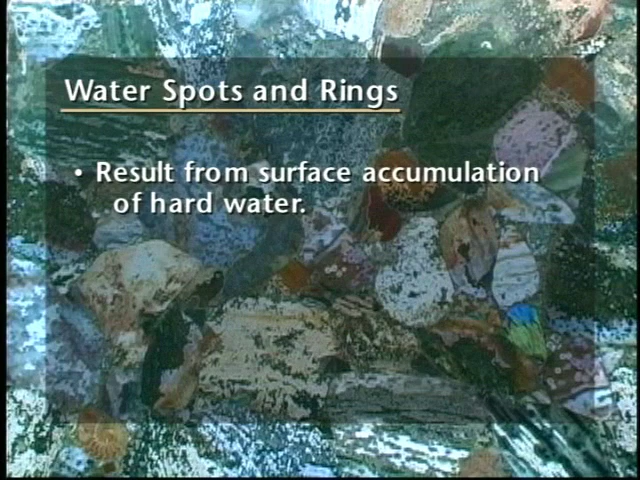 Water Spots and Rings
• Result from surface accumulation
of hard water.